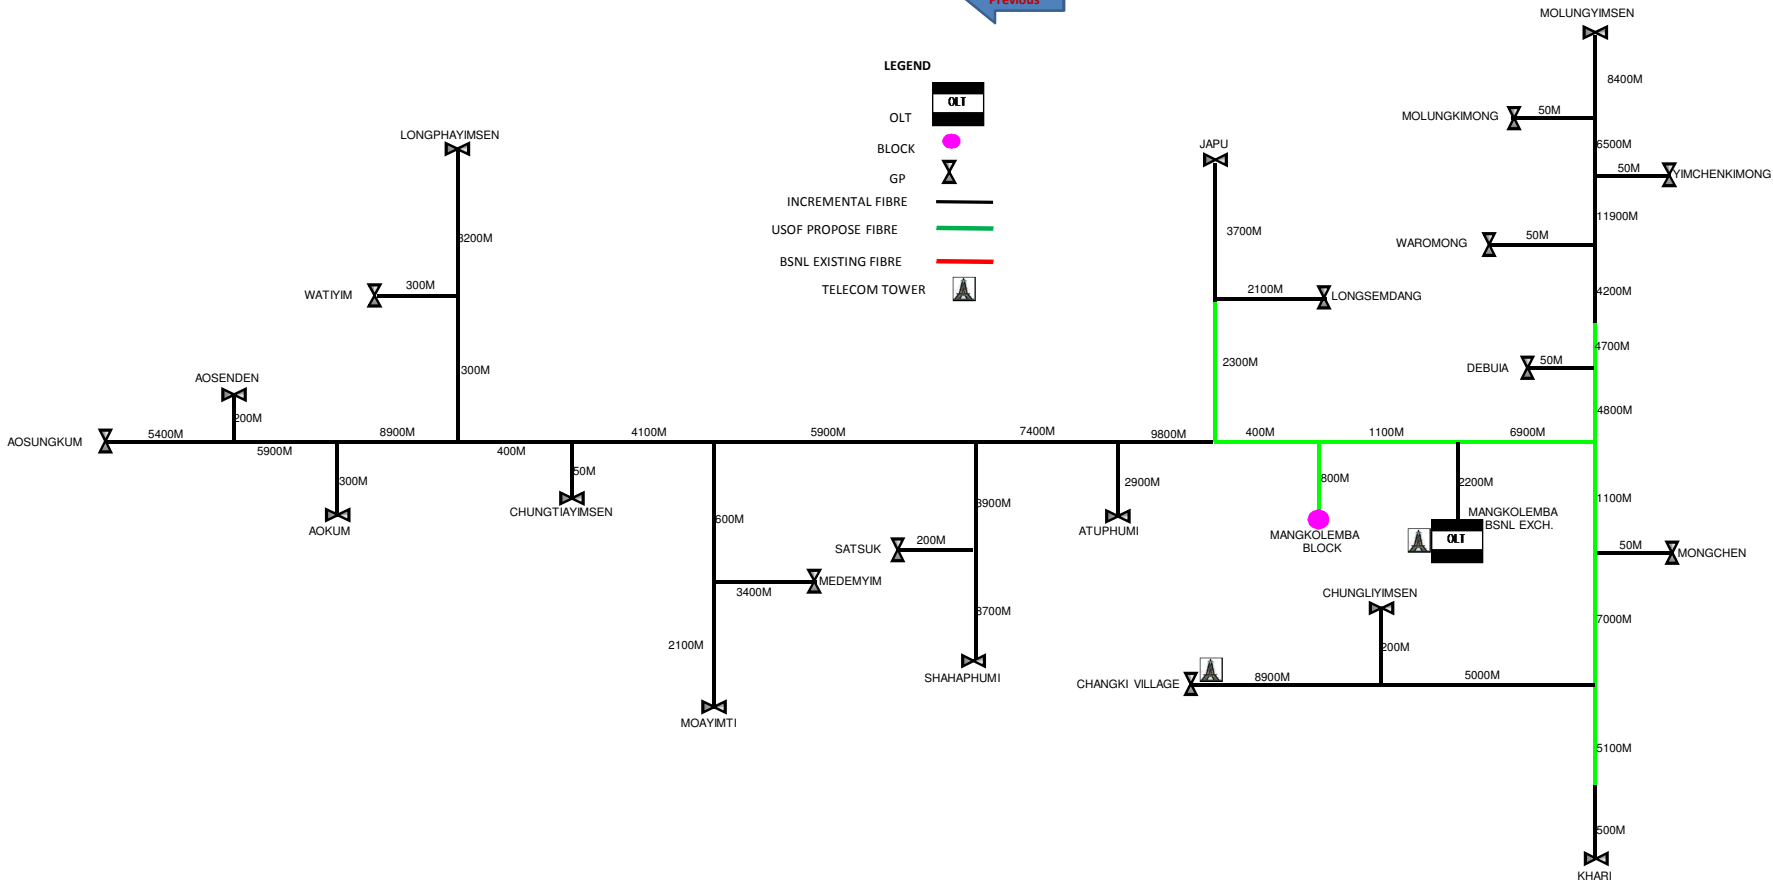 Previous
MOLUNGYIMSEN
LEGEND
OLT
OLT
BLOCK
GP
INCREMENTAL FIBRE
USOF PROPOSE FIBRE
BSNL EXISTING FIBRE
TELECOM TOWER
8400M
MOLUNGKIMONG
50M
6500M
50M
YIMCHENKIMONG
11900M
WAROMONG
50M
4200M
4700M
DEBUIA
50M
4800M
LONGPHAYIMSEN
3200M
WATIYIM
300M
300M
JAPU
3700M
2100M
LONGSEMDANG
2300M
AOSENDEN
200M
AOSUNGKUM
5400M
5900M
8900M
400M
4100M
5900M
7400M
9800M
400M
1100M
6900M
300M
AOKUM
50M
CHUNGTIAYIMSEN
600M
MEDEMYIM
3400M
2100M
MOAYIMTI
3900M
SATSUK
200M
3700M
SHAHAPHUMI
2900M
ATUPHUMI
800M
MANGKOLEMBA
BLOCK
2200M
MANGKOLEMBA
BSNL EXCH.
OLT
1100M
50M
MONGCHEN
7000M
CHUNGLIYIMSEN
200M
CHANGKI VILLAGE
8900M
5000M
5100M
500M
KHARI